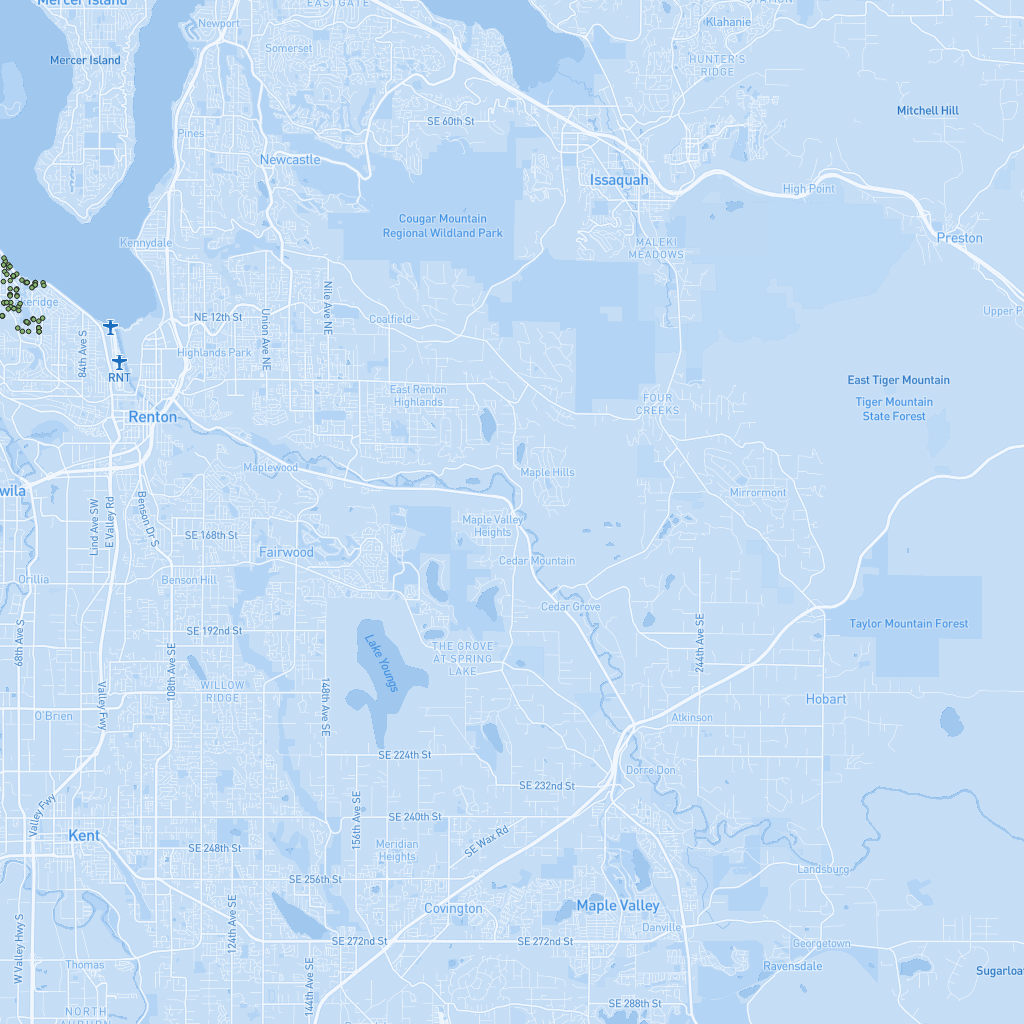 Mercer Island
EASTGATE
STATION
Newport
Klahanie
Somerset
Mercer Island
HUNTER'S
RIDGE
Mitchell Hill
SE 60th St
Pines
Newcastle
Issaquah
High Point
Cougar Mountain
Regional Wildland Park
Kennydale
MALEKI
MEADOWS
Preston
Nile Ave NE
NE 12th St
Coalfield
Union Ave NE
84th Ave S
Highlands Park
RNT
East Tiger Mountain
East Renton
Highlands
FOUR
CREEKS
Tiger Mountain
State Forest
Renton
Maplewood
Maple Hills
Mirrormont
Lind Ave SW
E Valley Rd
Benson Dr S
Maple Valley
Heights
SE 168th St
Fairwood
Cedar Mountain
Orillia
Benson Hill
Cedar Grove
SE 192nd St
68th Ave S
Taylor Mountain Forest
244th Ave SE
THE GROVE
AT SPRING
LAKE
Lake Youngs
108th Ave SE
WILLOW
RIDGE
148th Ave SE
Valley Fwy
Hobart
O'Brien
Atkinson
SE 224th St
Dorre Don
SE 232nd St
Valley Fwy
156th Ave SE
SE 240th St
Kent
SE Wax Rd
SE 248th St
Meridian
Heights
Landsburg
SE 256th St
Covington
Maple Valley
124th Ave SE
W Valley Hwy S
Danville
SE 272nd St
SE 272nd St
Georgetown
Thomas
Ravensdale
144th Ave SE
SE 288th St
NORTH